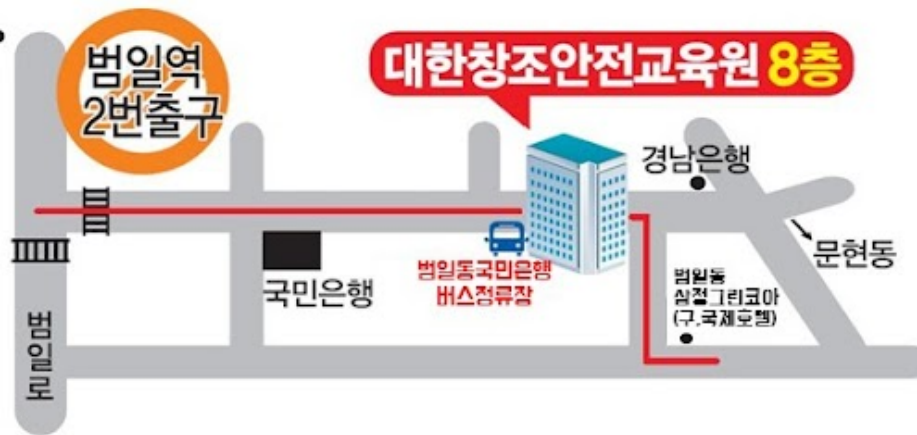 범일역
2번출구
대한창조안전교육원 8층
경남은행
문현동
국민은행
범일동국민은행
버스정류장
범일동
삼정그린코아
(구.국제호텔)
범일로